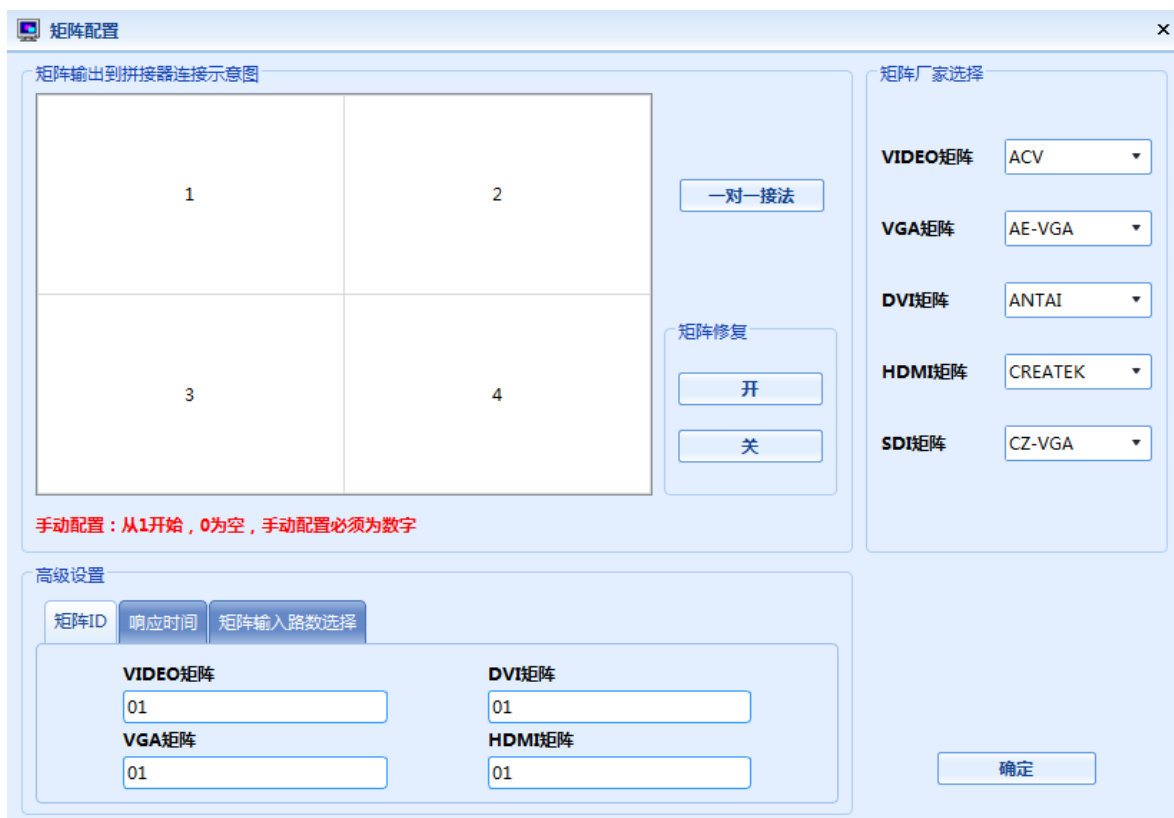 矩阵配置
矩阵输出到拼接器连接示意图
1
2
3
4
一对一接法
矩阵修复
开
关
手动配置：从1开始，0为空，手动配置必须为数字
矩阵厂家选择
VIDEO矩阵 ACV
VGA矩阵 AE-VGA
DVI矩阵 ANTAI
HDMI矩阵 CREATEK
SDI矩阵 CZ-VGA
高级设置
矩阵ID 响应时间 矩阵输入路数选择
VIDEO矩阵 DVI矩阵
01 01
VGA矩阵 HDMI矩阵
01 01
确定